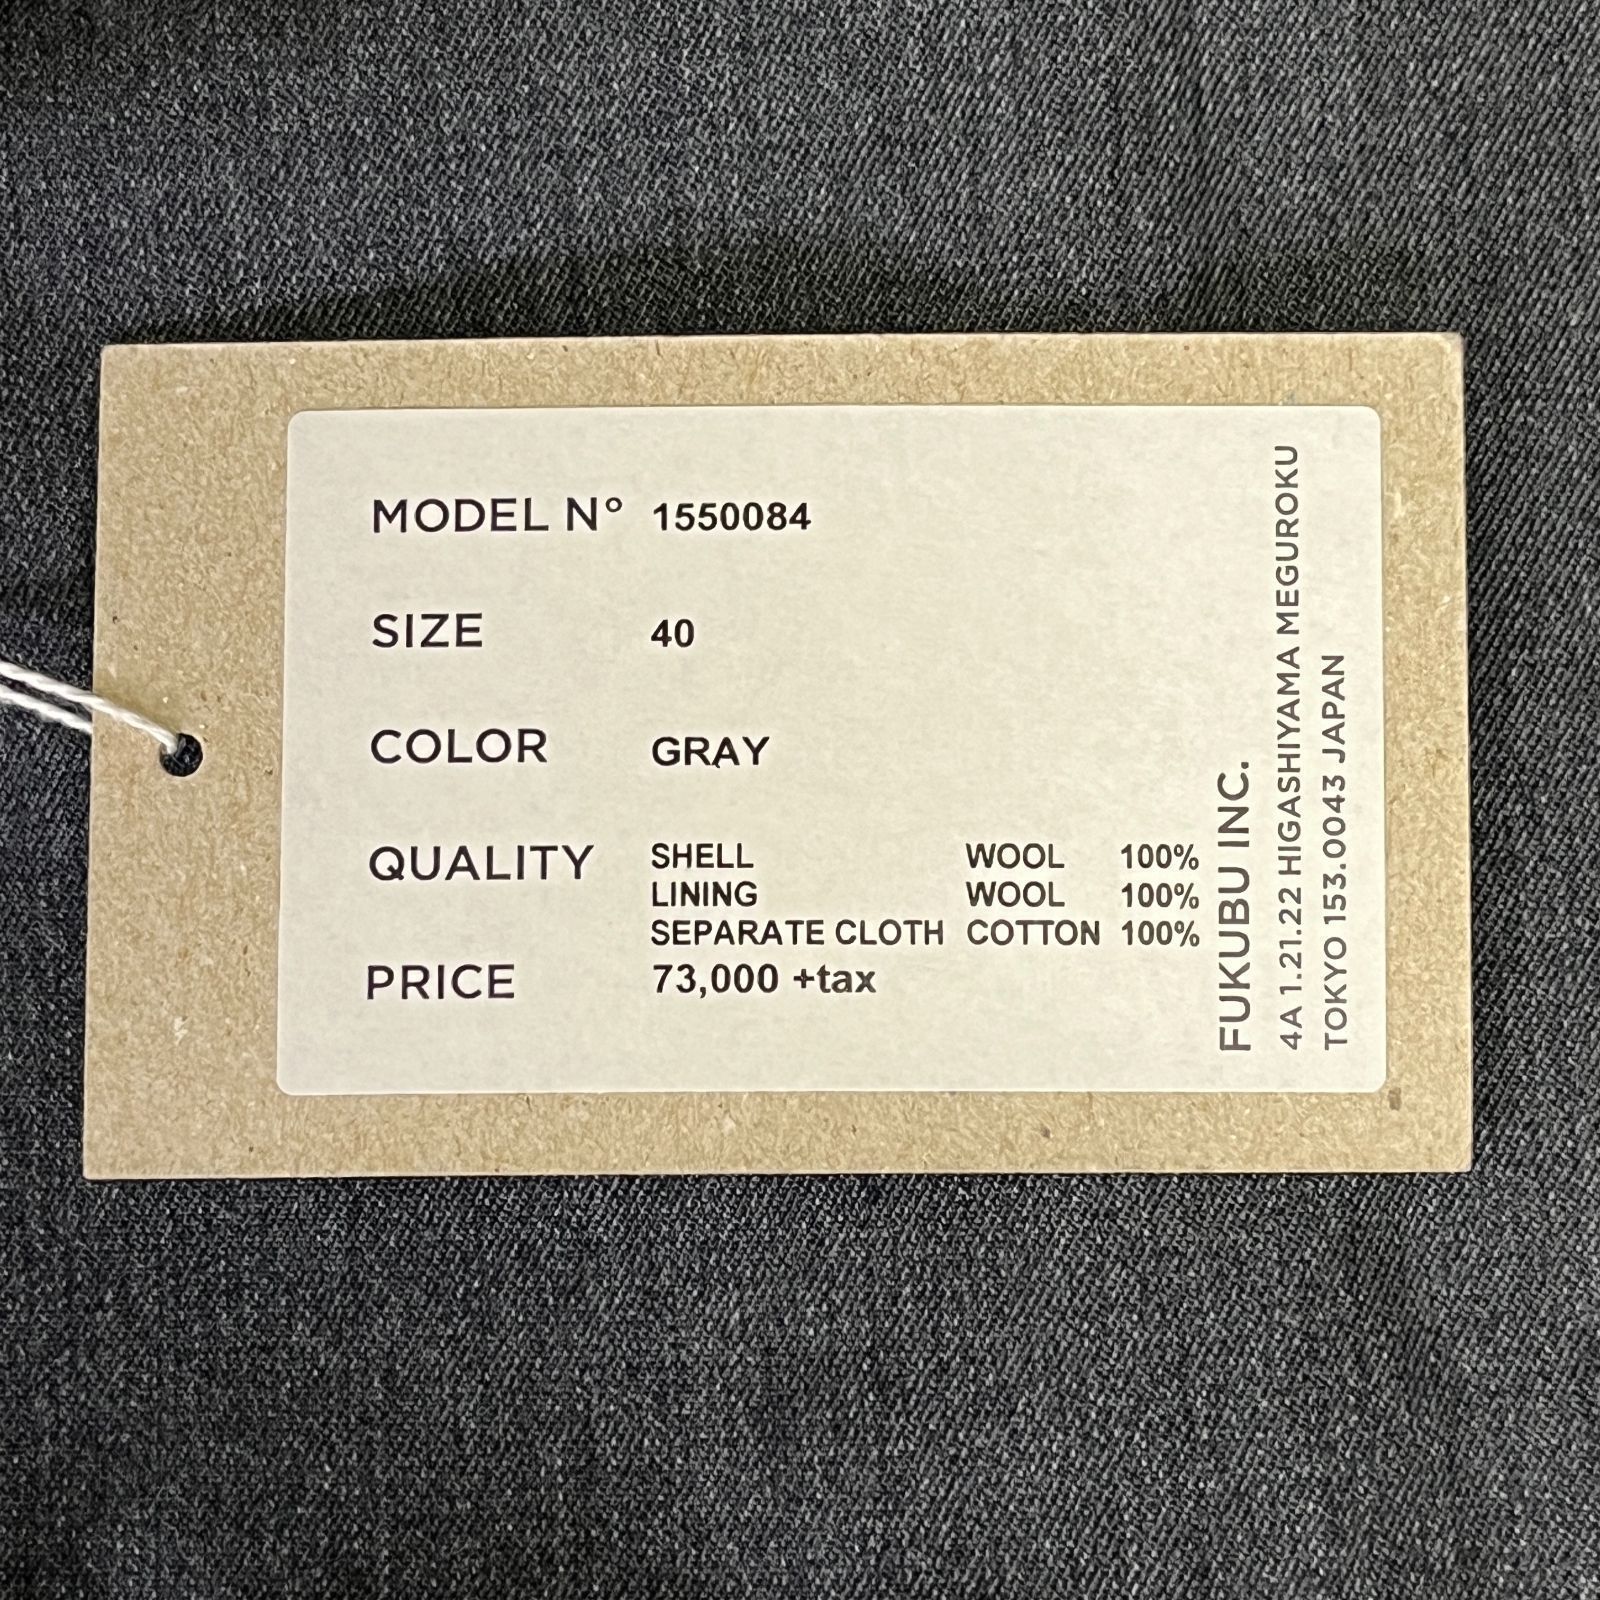 MODEL N° 1550084
SIZE 40
COLOR GRAY
QUALITY SHELL WOOL 100%
LINING WOOL 100%
SEPARATE CLOTH COTTON 100%
PRICE 73,000 +tax
FUKUBU INC.
4A 1.21.22 HIGASHIYAMA MEGUROKU
TOKYO 153.0043 JAPAN